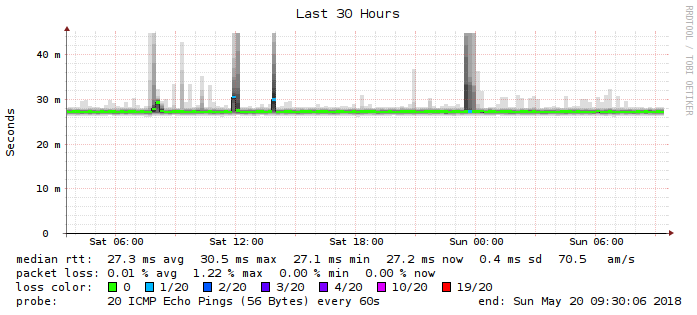 Last 30 Hours
RRDTOOL / TOBI OETIKER
Seconds
40 m
30 m
20 m
10 m
0
Sat 06:00 Sat 12:00 Sat 18:00 Sun 00:00 Sun 06:00
median rtt: 27.3 ms avg 30.5 ms max 27.1 ms min 27.2 ms now 0.4 ms sd 70.5 am/s
packet loss: 0.01 % avg 1.22 % max 0.00 % min 0.00 % now
loss color: 0 1/20 2/20 3/20 4/20 10/20 19/20
probe: 20 ICMP Echo Pings (56 Bytes) every 60s end: Sun May 20 09:30:06 2018